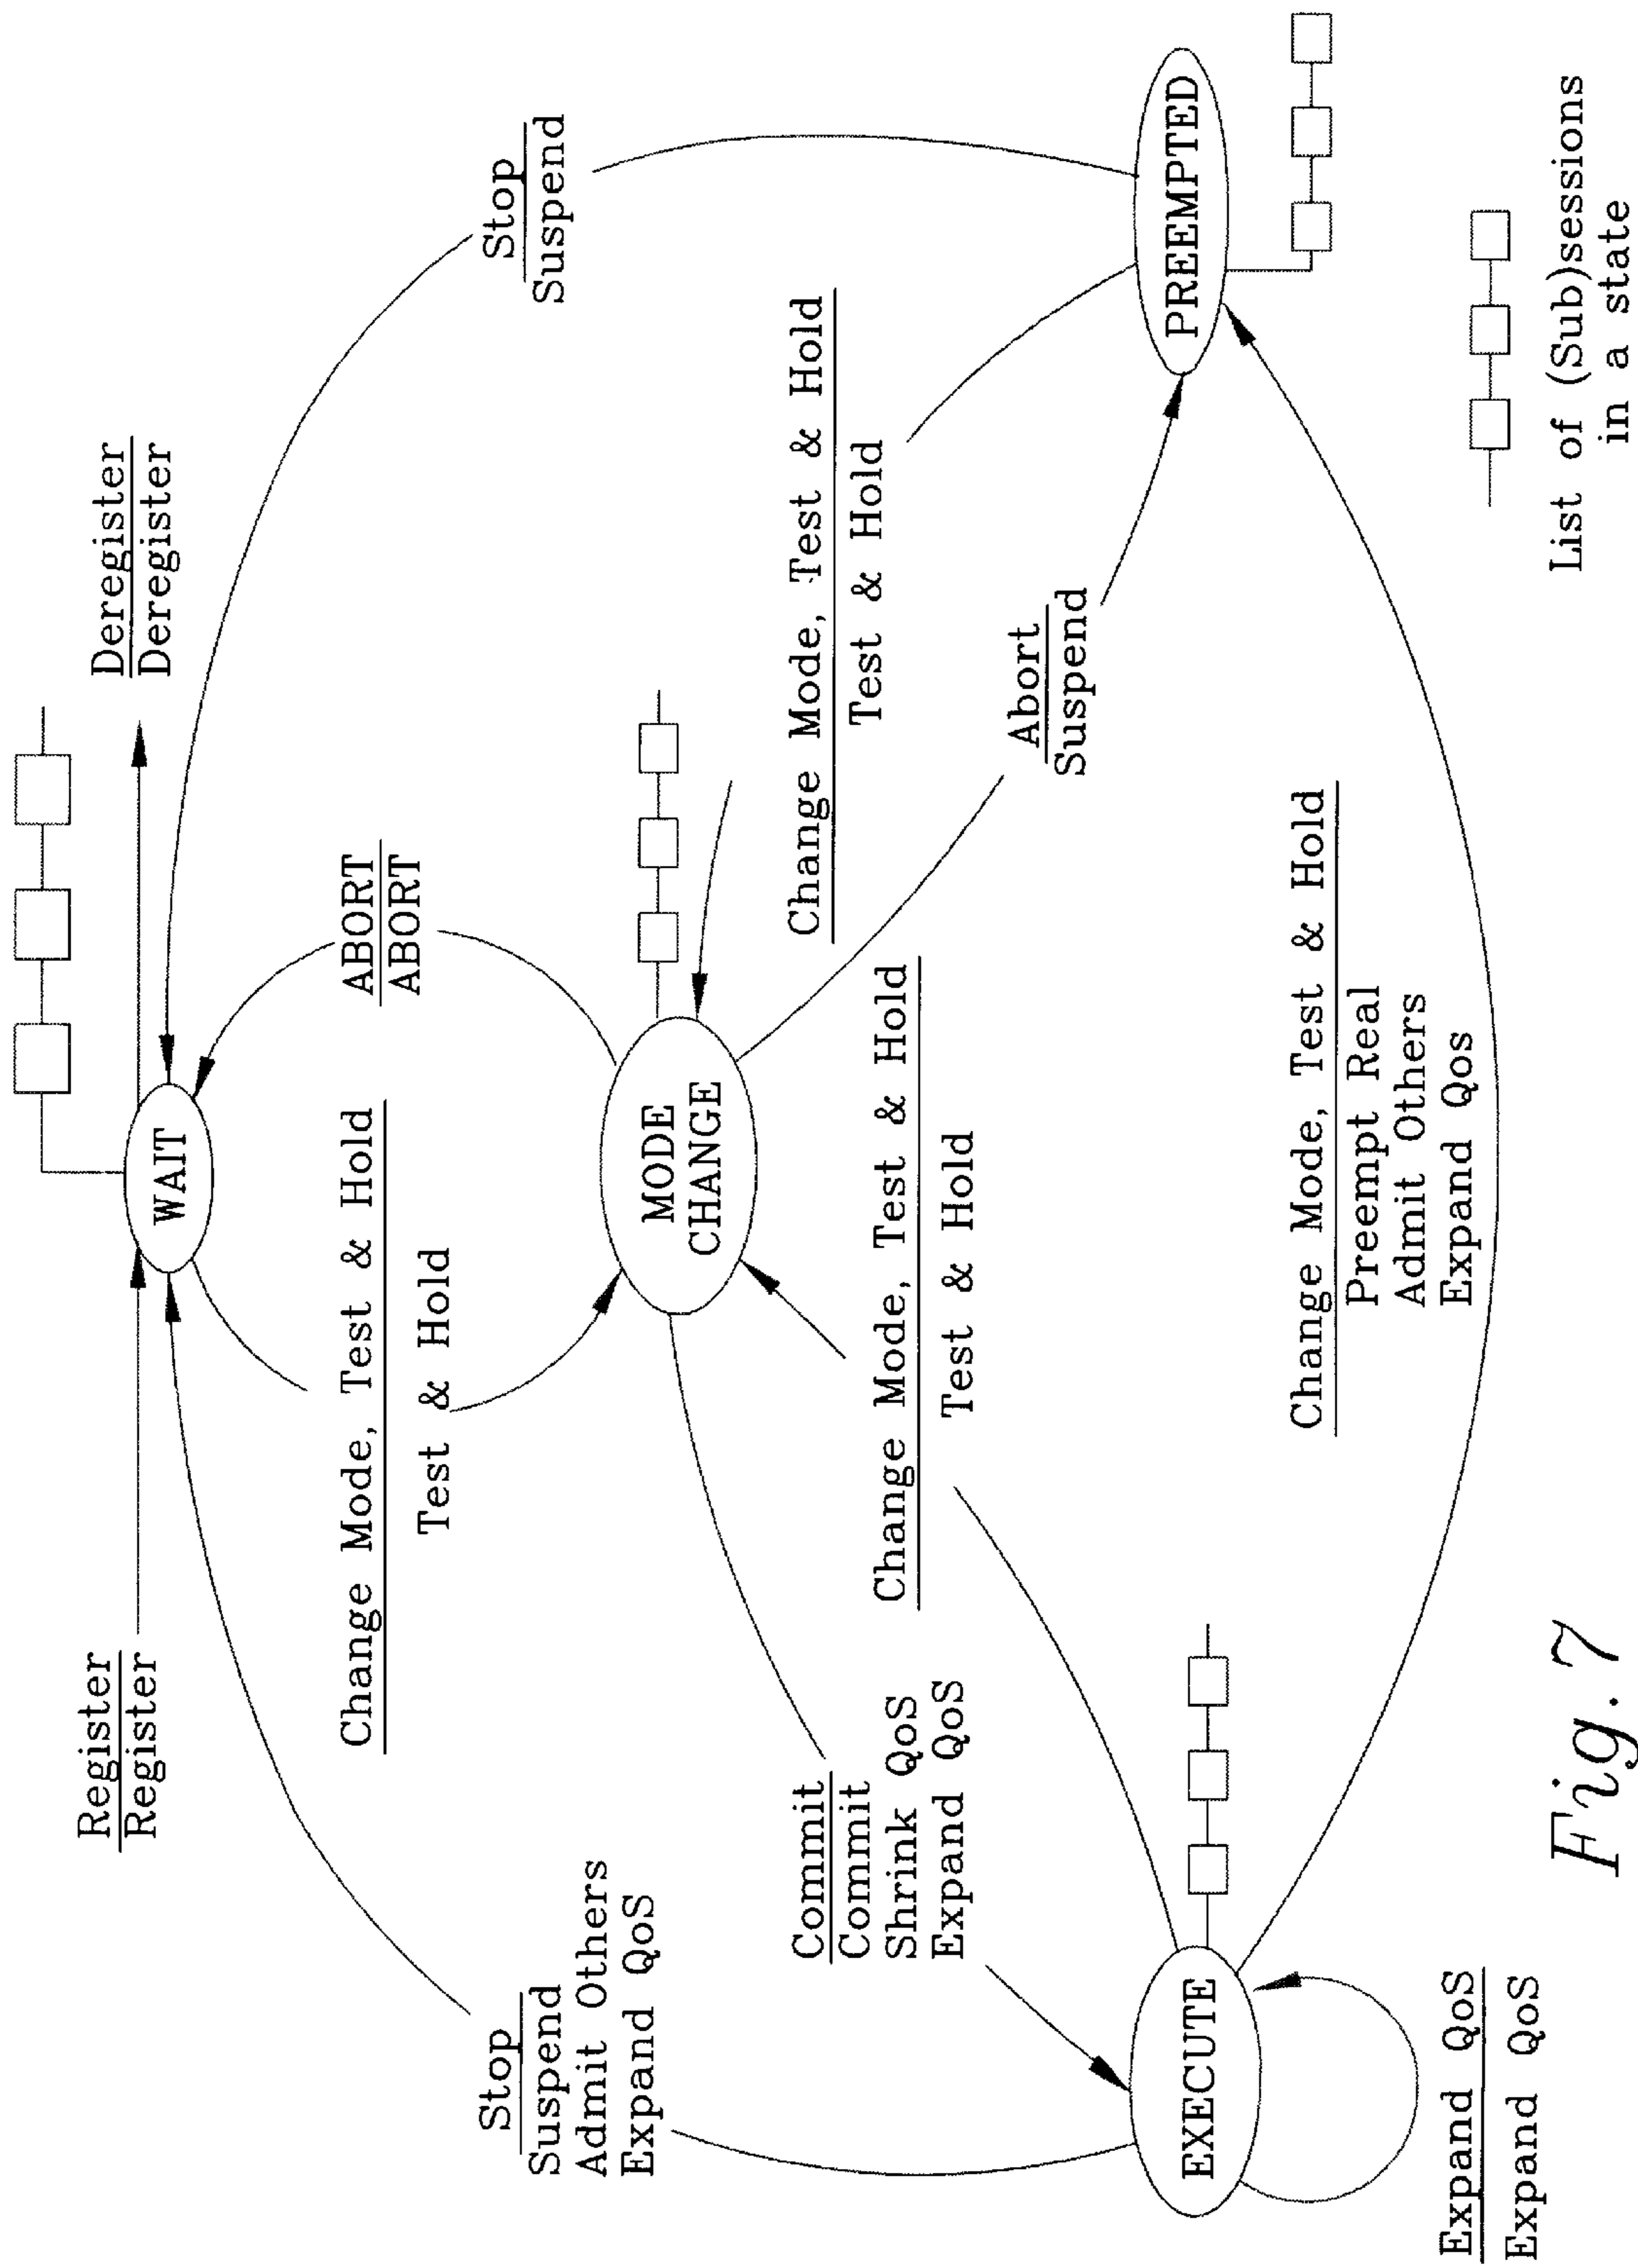 Register
Register
Deregister
Deregister
WAIT
Stop
Suspend
Admit Others
Expand QoS
Change Mode, Test & Hold
Test & Hold
ABORT
ABORT
Stop
Suspend
MODE
CHANGE
Commit
Commit
Shrink QoS
Expand QoS
Change Mode, Test & Hold
Test & Hold
Change Mode, Test & Hold
Test & Hold
Abort
Suspend
EXECUTE
PREEMPTED
Change Mode, Test & Hold
Preempt Real
Admit Others
Expand Qos
Expand QoS
Expand QoS
List of (Sub)sessions
in a state
Fig. 7